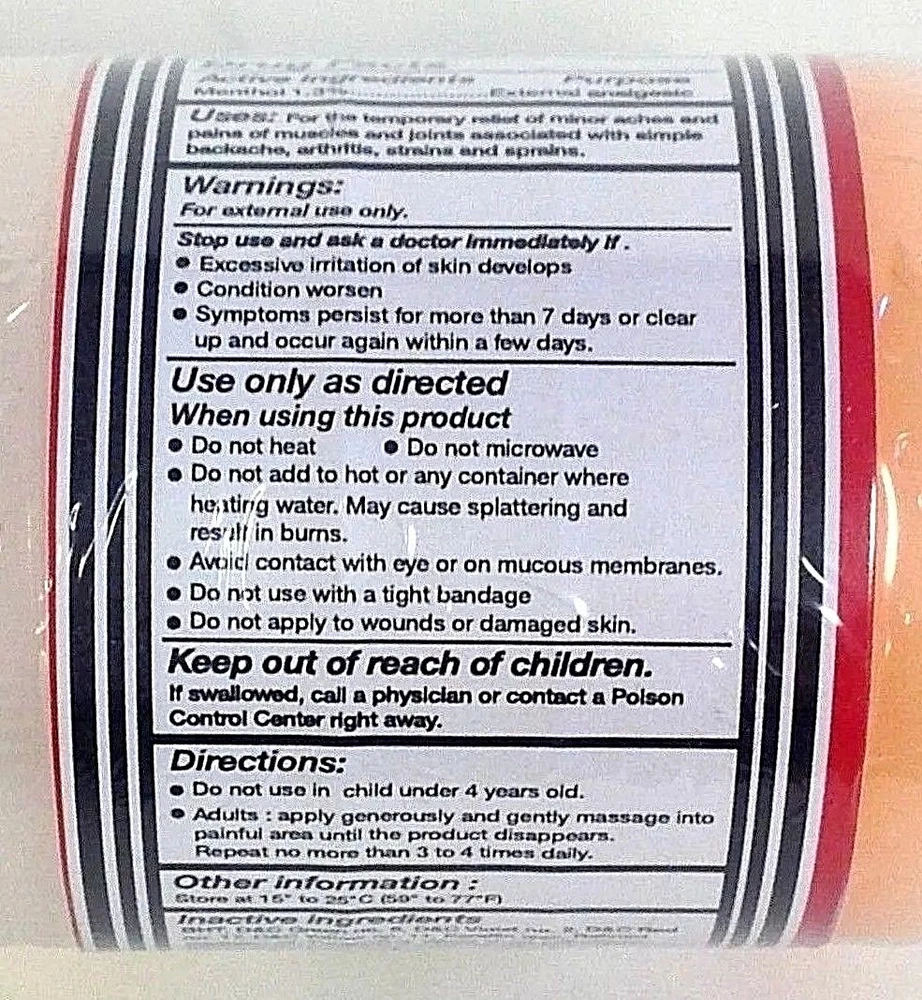 Drug Facts
Active Ingredients Purpose
Menthol 1.3%..............................External analgesic
Uses: For the temporary relief of minor aches and
pains of muscles and joints associated with simple
backache, arthritis, strains and sprains.
Warnings:
For external use only.
Stop use and ask a doctor immediately if .
● Excessive irritation of skin develops
● Condition worsen
● Symptoms persist for more than 7 days or clear
up and occur again within a few days.
Use only as directed
When using this product
● Do not heat ● Do not microwave
● Do not add to hot or any container where
heating water. May cause splattering and
result in burns.
● Avoid contact with eye or on mucous membranes.
● Do not use with a tight bandage
● Do not apply to wounds or damaged skin.
Keep out of reach of children.
If swallowed, call a physician or contact a Poison
Control Center right away.
Directions:
● Do not use in child under 4 years old.
● Adults : apply generously and gently massage into
painful area until the product disappears.
Repeat no more than 3 to 4 times daily.
Other information :
Store at 15° to 25°C (59° to 77°F)
Inactive ingredients
BHT, D&C Green no. 6, D&C Violet no. 2, D&C Red